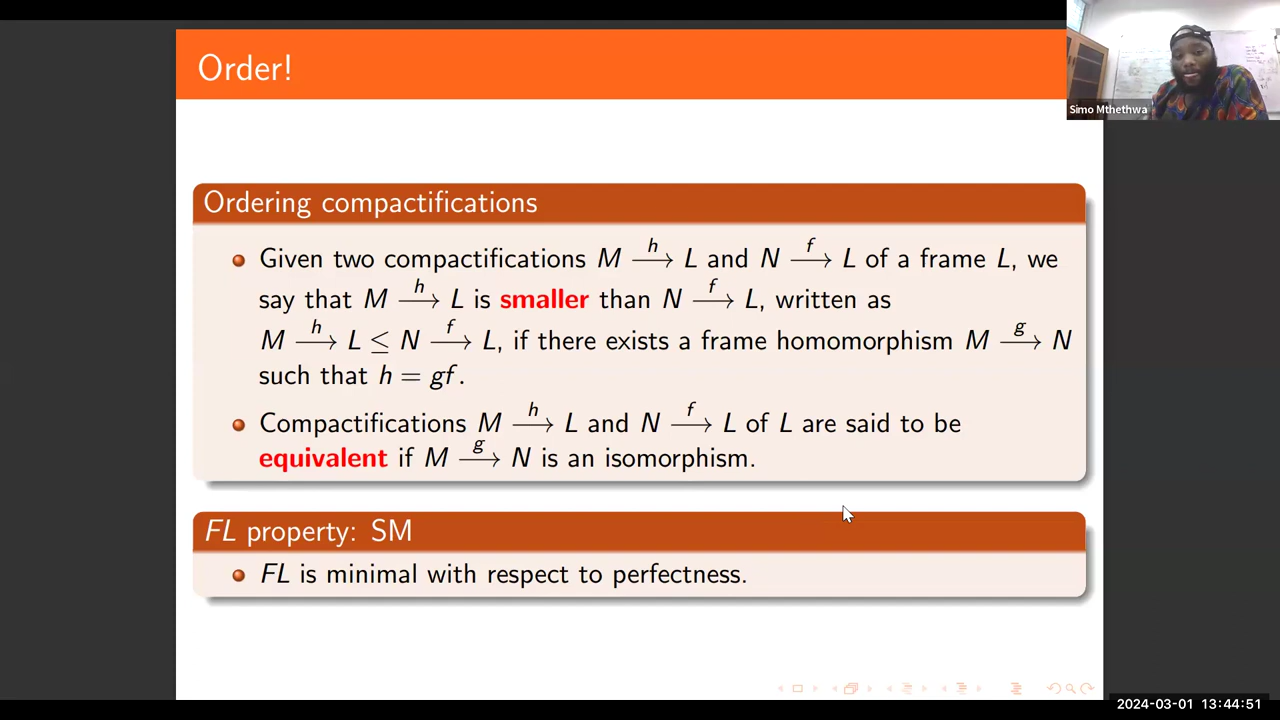 Order!
Simo Mthethwa
Ordering compactifications
Given two compactifications M —h→ L and N —f→ L of a frame L, we
say that M —h→ L is smaller than N —f→ L, written as
M —h→ L ≤ N —f→ L, if there exists a frame homomorphism M —g→ N
such that h = gf.
Compactifications M —h→ L and N —f→ L of L are said to be
equivalent if M —g→ N is an isomorphism.
FL property: SM
FL is minimal with respect to perfectness.
2024-03-01 13:44:51